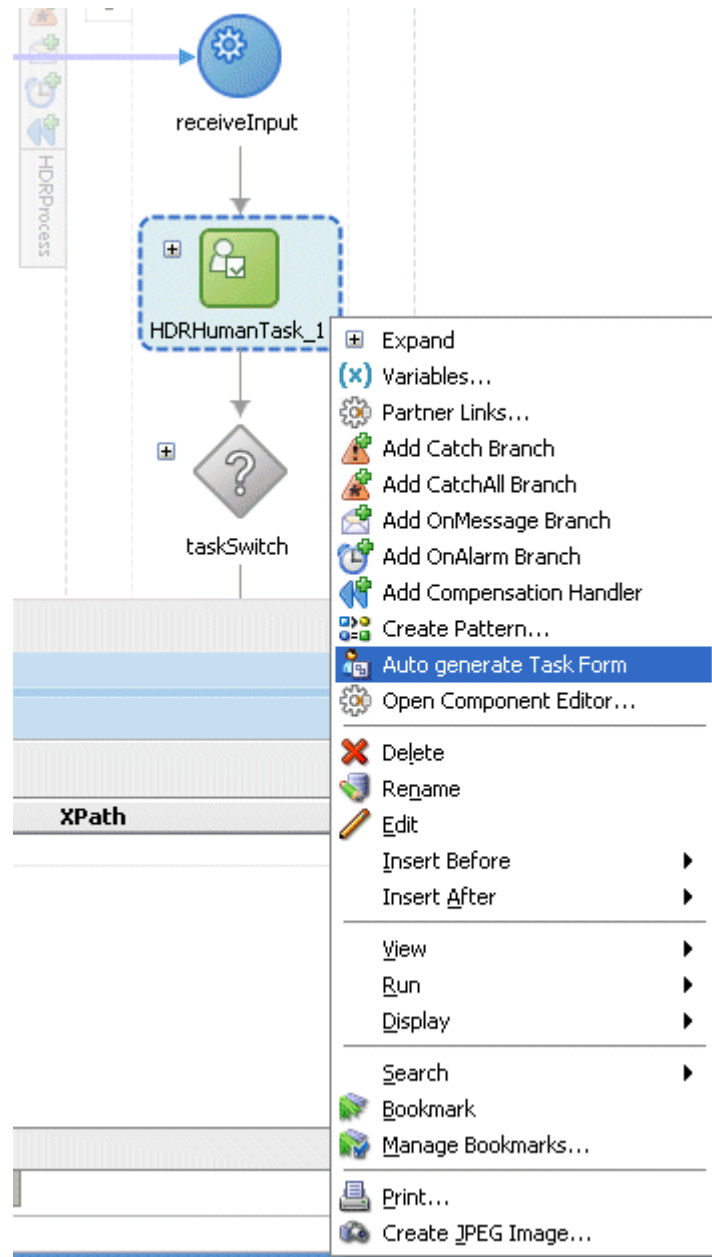 receiveInput
HDRProcess
HDRHumanTask_1
taskSwitch
XPath
Expand
Variables...
Partner Links...
Add Catch Branch
Add CatchAll Branch
Add OnMessage Branch
Add OnAlarm Branch
Add Compensation Handler
Create Pattern...
Auto generate Task Form
Open Component Editor...
Delete
Rename
Edit
Insert Before
Insert After
View
Run
Display
Search
Bookmark
Manage Bookmarks...
Print...
Create JPEG Image...